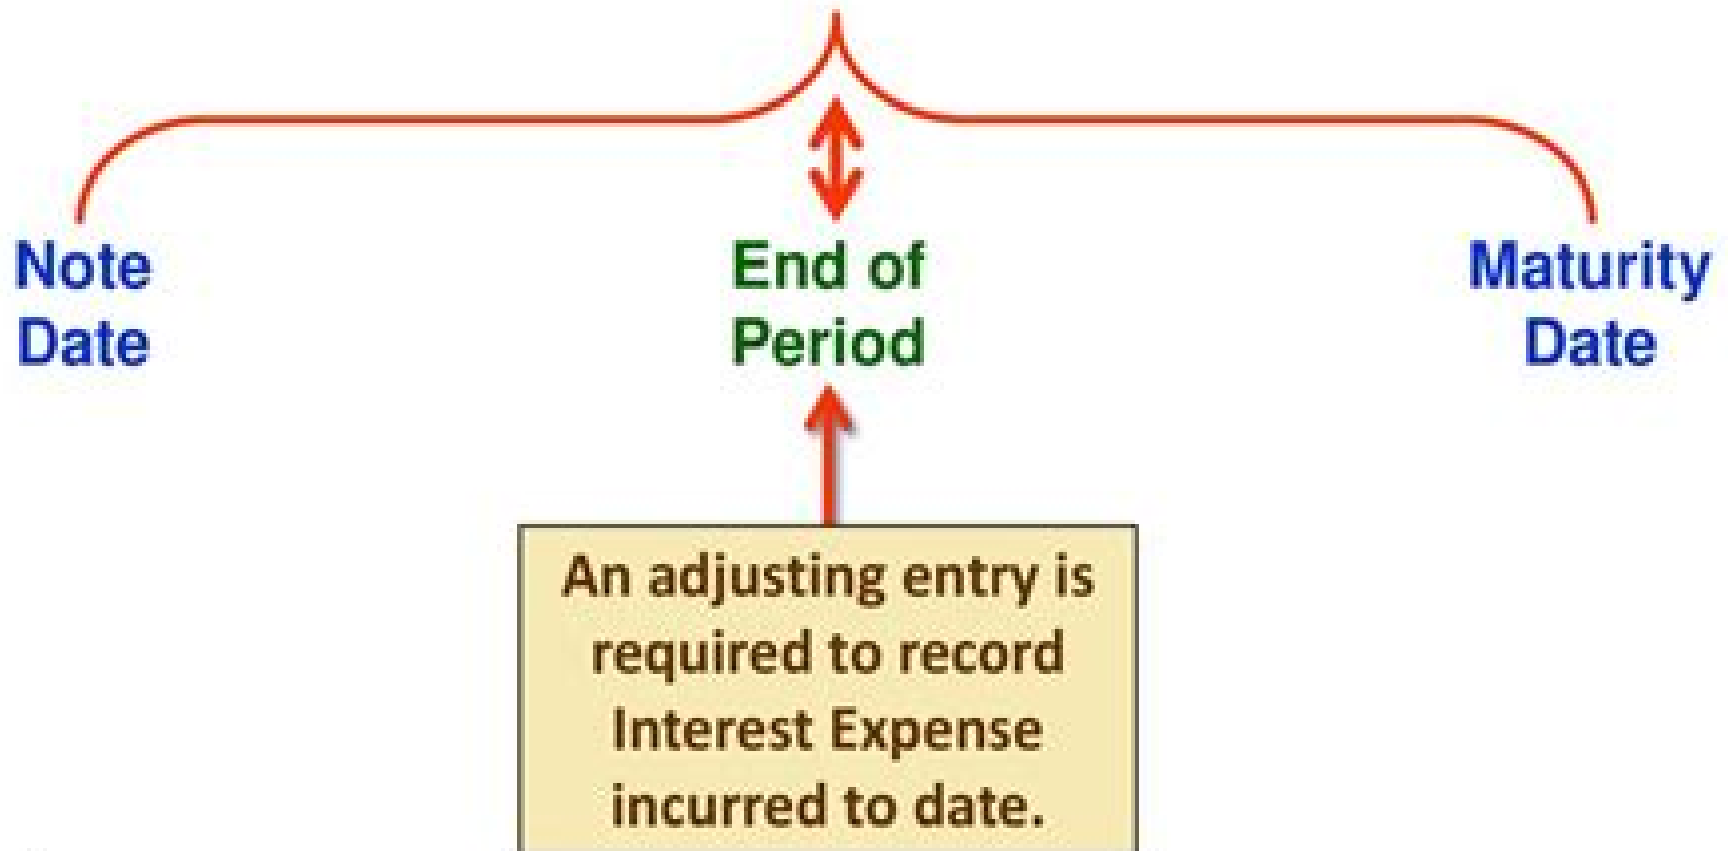 Note
Date
End of
Period
Maturity
Date
An adjusting entry is
required to record
Interest Expense
incurred to date.